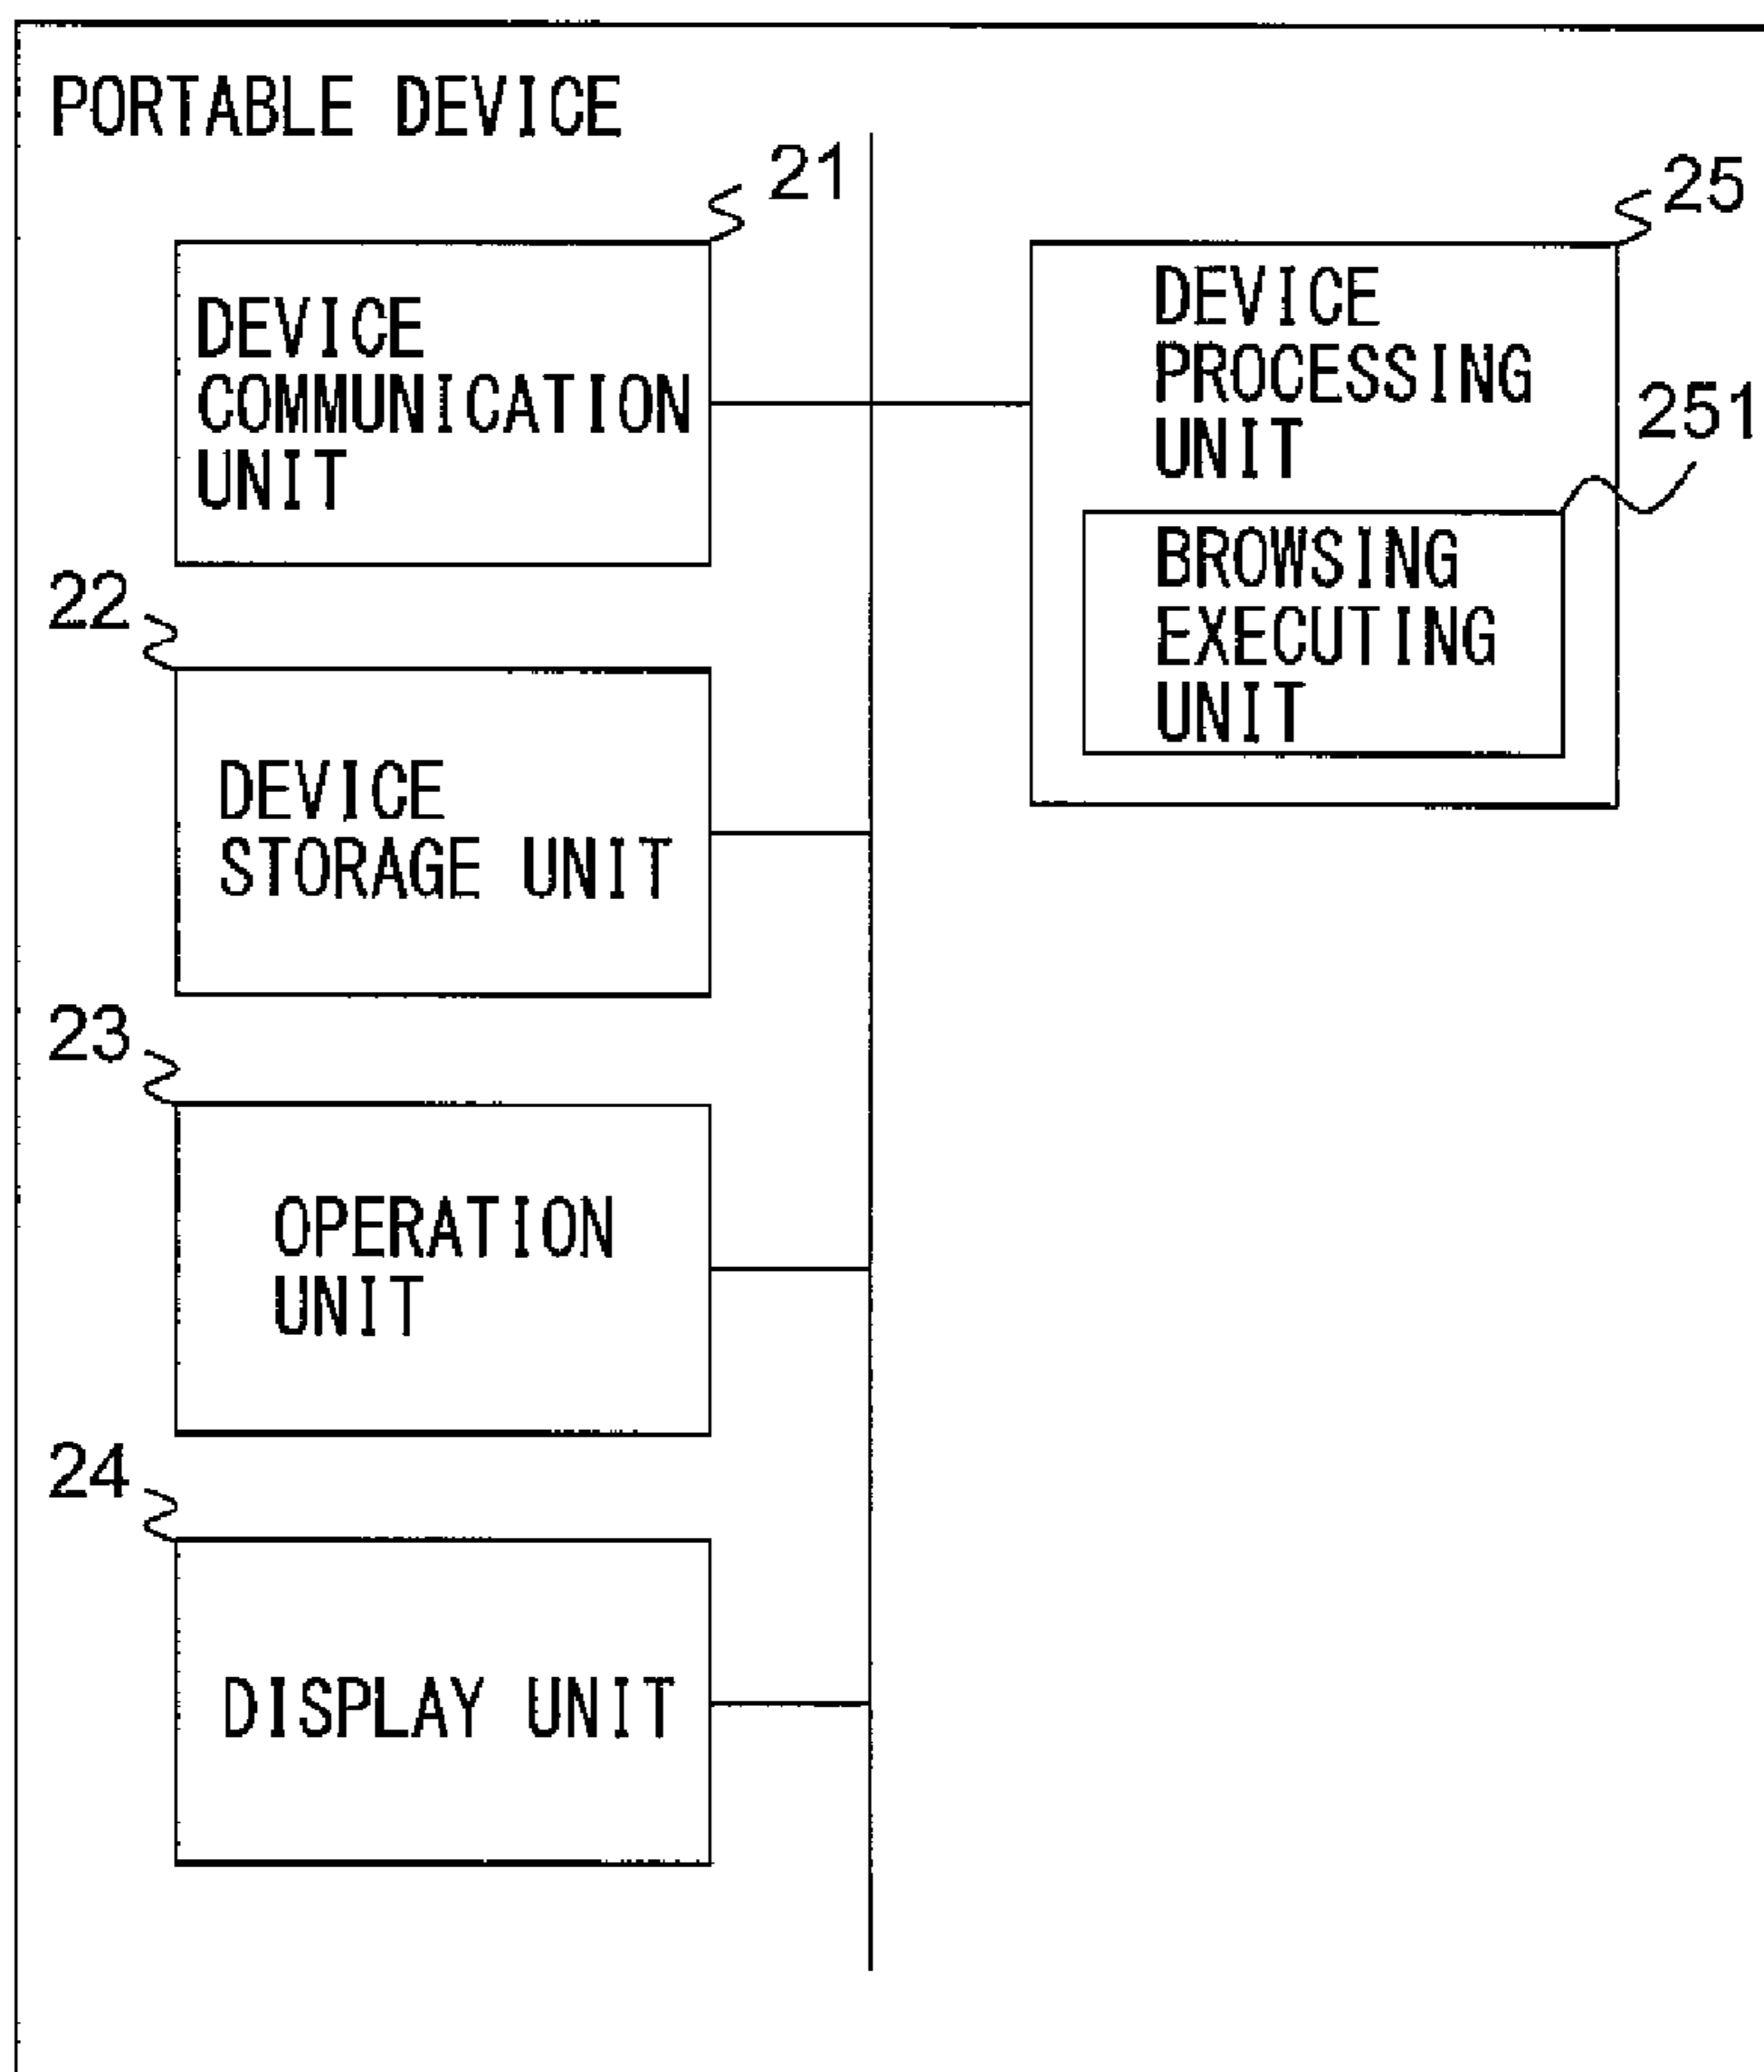 PORTABLE DEVICE
21
DEVICE
COMMUNICATION
UNIT
22
DEVICE
STORAGE UNIT
23
OPERATION
UNIT
24
DISPLAY UNIT
25
DEVICE
PROCESSING
UNIT
251
BROWSING
EXECUTING
UNIT